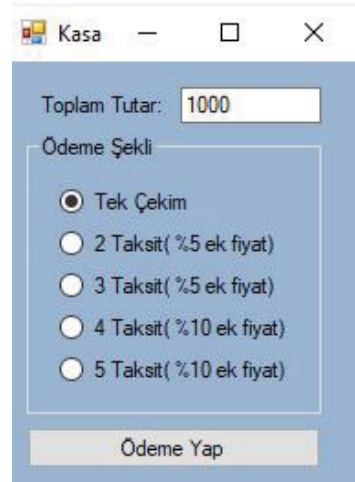 Kasa
Toplam Tutar: 1000
Ödeme Şekli
Tek Çekim
2 Taksit( %5 ek fiyat)
3 Taksit( %5 ek fiyat)
4 Taksit( %10 ek fiyat)
5 Taksit( %10 ek fiyat)
Ödeme Yap